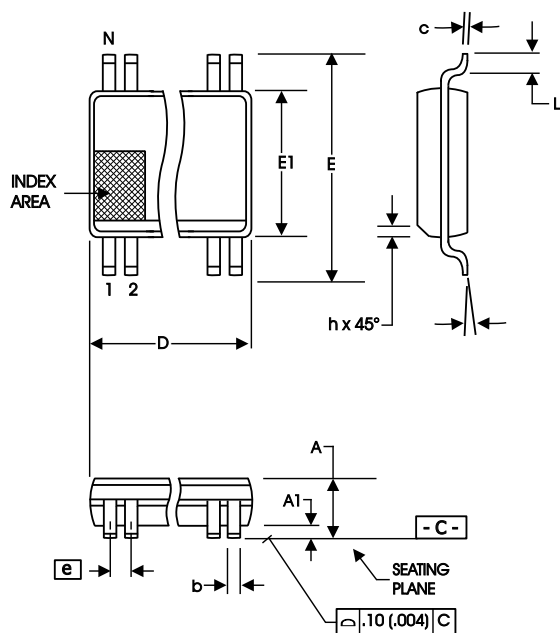 c
N
L
E1
E
INDEX
AREA
1 2
h x 45°
D
A
A1
- C -
e
b
SEATING
PLANE
.10 (.004) C